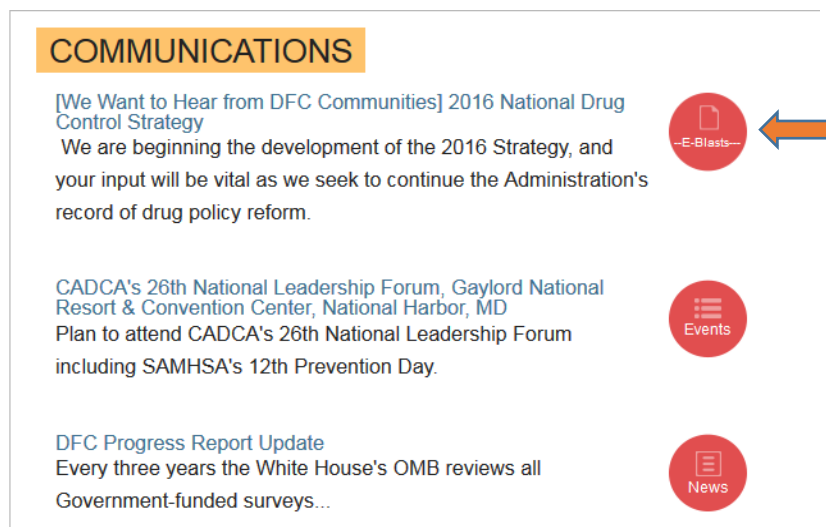 COMMUNICATIONS
[We Want to Hear from DFC Communities] 2016 National Drug
Control Strategy
We are beginning the development of the 2016 Strategy, and
your input will be vital as we seek to continue the Administration's
record of drug policy reform.
--E-Blasts---
CADCA's 26th National Leadership Forum, Gaylord National
Resort & Convention Center, National Harbor, MD
Plan to attend CADCA's 26th National Leadership Forum
including SAMHSA's 12th Prevention Day.
Events
DFC Progress Report Update
Every three years the White House's OMB reviews all
Government-funded surveys...
News